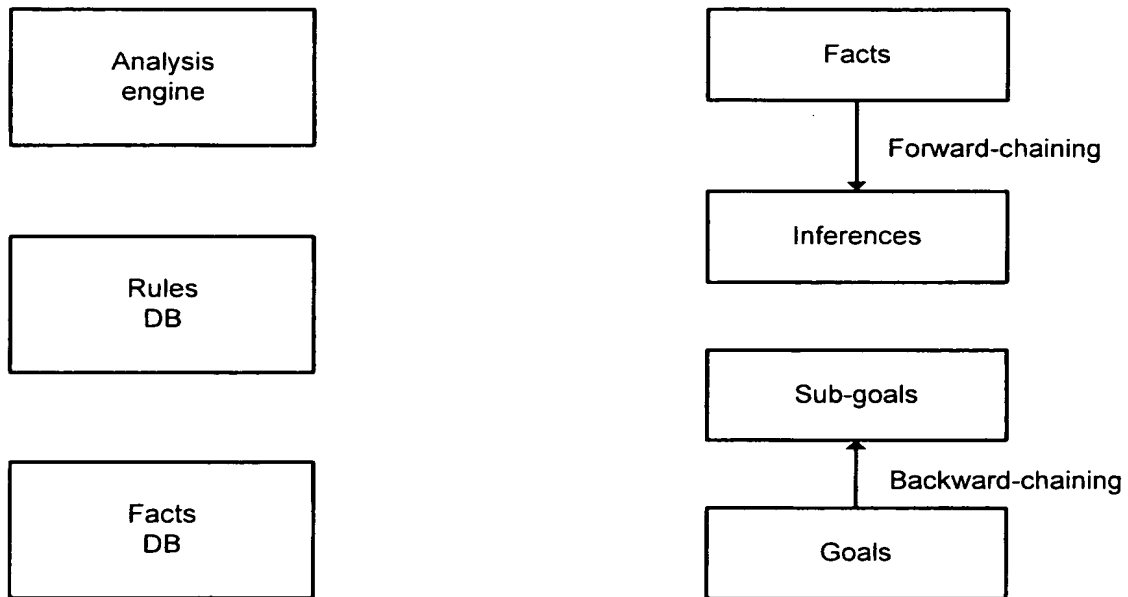 Analysis
engine
Rules
DB
Facts
DB
Facts
Forward-chaining
Inferences
Sub-goals
Backward-chaining
Goals